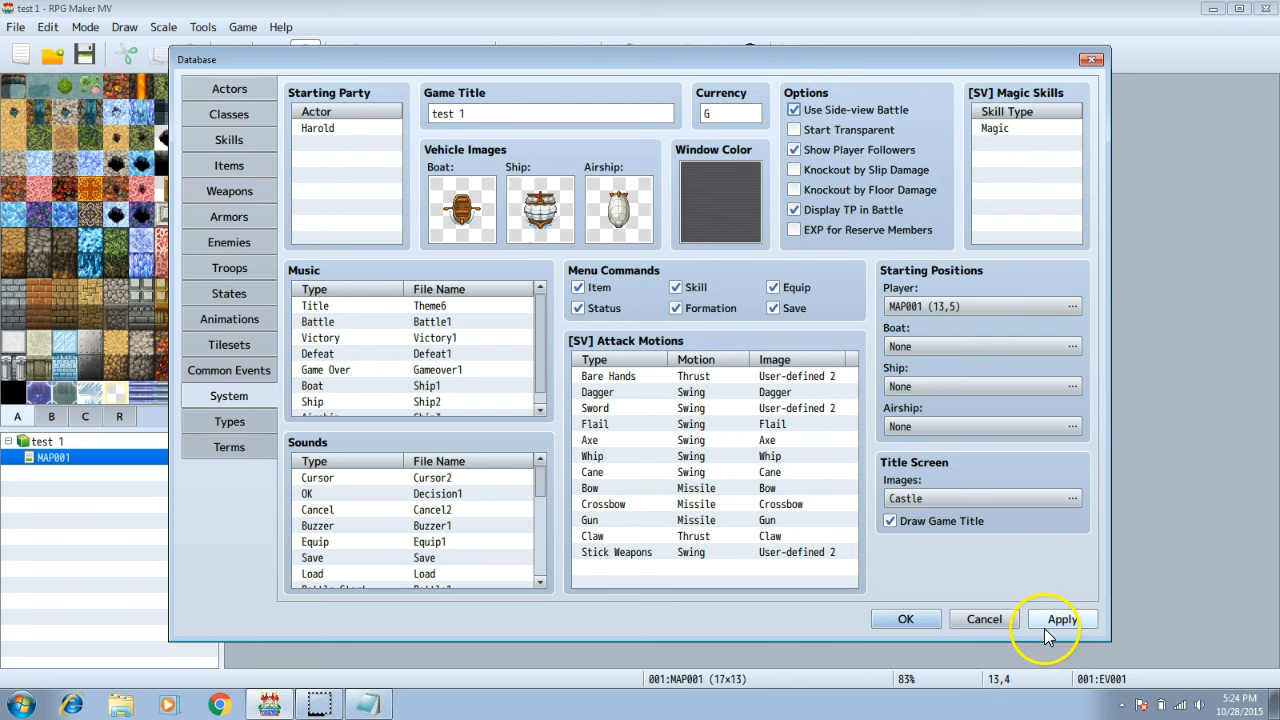 test 1 - RPG Maker MV
File Edit Mode Draw Scale Tools Game Help
Database
Actors
Classes
Skills
Items
Weapons
Armors
Enemies
Troops
States
Animations
Tilesets
Common Events
System
Types
Terms
Starting Party
Actor
Harold
Game Title
test 1
Currency
G
Vehicle Images
Boat: Ship: Airship:
Window Color
Options
Use Side-view Battle
Start Transparent
Show Player Followers
Knockout by Slip Damage
Knockout by Floor Damage
Display TP in Battle
EXP for Reserve Members
[SV] Magic Skills
Skill Type
Magic
Music
Type File Name
Title Theme6
Battle Battle1
Victory Victory1
Defeat Defeat1
Game Over Gameover1
Boat Ship1
Ship Ship2
Sounds
Type File Name
Cursor Cursor2
OK Decision1
Cancel Cancel2
Buzzer Buzzer1
Equip Equip1
Save Save
Load Load
Menu Commands
Item Skill Equip
Status Formation Save
[SV] Attack Motions
Type Motion Image
Bare Hands Thrust User-defined 2
Dagger Swing Dagger
Sword Swing User-defined 2
Flail Swing Flail
Axe Swing Axe
Whip Swing Whip
Cane Swing Cane
Bow Missile Bow
Crossbow Missile Crossbow
Gun Missile Gun
Claw Thrust Claw
Stick Weapons Swing User-defined 2
Starting Positions
Player:
MAP001 (13,5) ...
Boat:
None ...
Ship:
None ...
Airship:
None ...
Title Screen
Images:
Castle ...
Draw Game Title
OK Cancel Apply
A B C R
test 1
MAP001
001:MAP001 (17x13) 83% 13,4 001:EV001
5:24 PM
10/28/2015